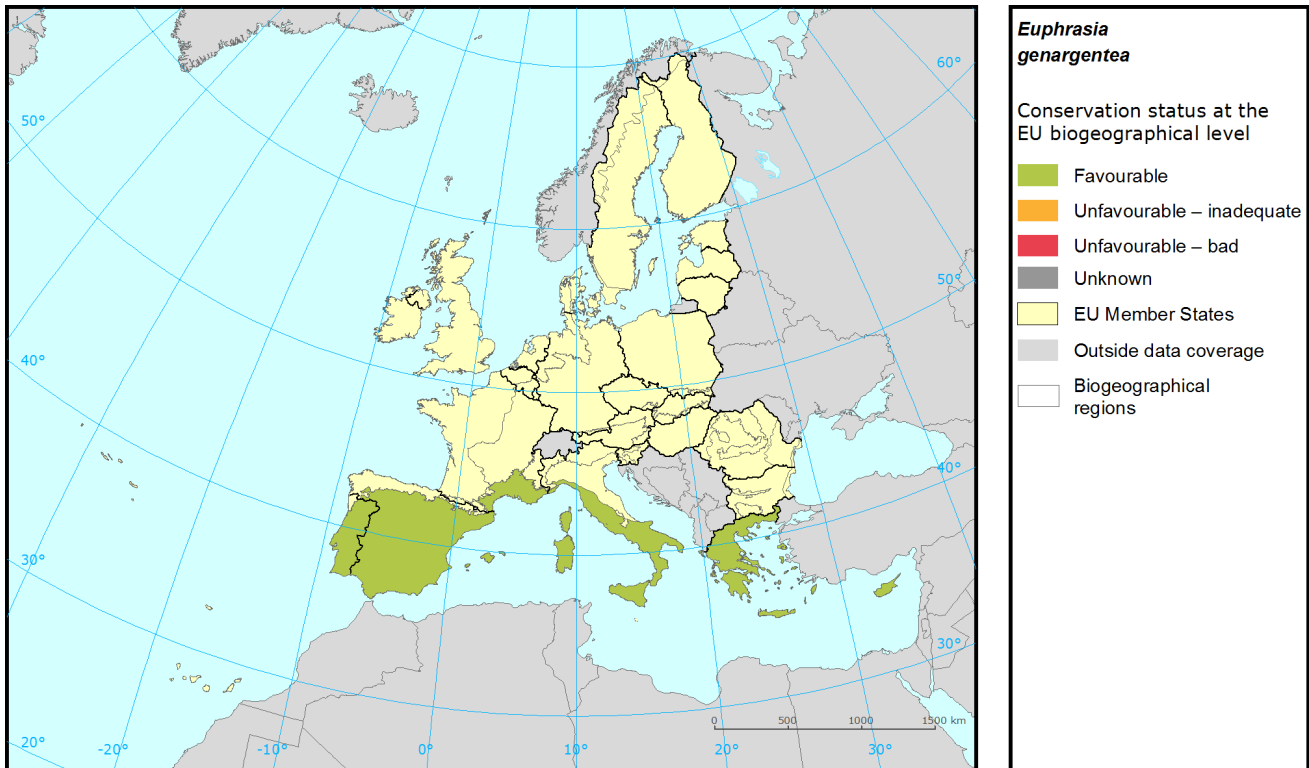 Euphrasia
genargentea
Conservation status at the
EU biogeographical level
Favourable
Unfavourable – inadequate
Unfavourable – bad
Unknown
EU Member States
Outside data coverage
Biogeographical
regions
60°
50°
50°
40°
40°
30°
30°
0 500 1000 1500 km
20° -20° -10° 0° 10° 20° 30°